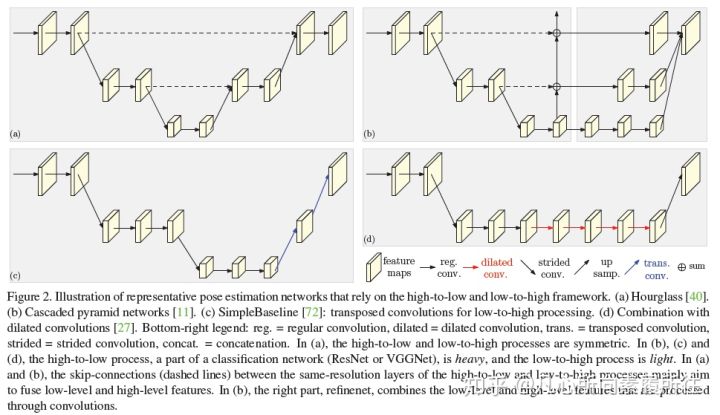 (a)
(b)
(c)
(d)
feature maps
reg. conv.
dilated conv.
strided conv.
up samp.
trans. conv.
sum
Figure 2. Illustration of representative pose estimation networks that rely on the high-to-low and low-to-high framework. (a) Hourglass [40].
(b) Cascaded pyramid networks [11]. (c) SimpleBaseline [72]: transposed convolutions for low-to-high processing. (d) Combination with
dilated convolutions [27]. Bottom-right legend: reg. = regular convolution, dilated = dilated convolution, trans. = transposed convolution,
strided = strided convolution, concat. = concatenation. In (a), the high-to-low and low-to-high processes are symmetric. In (b), (c) and
(d), the high-to-low process, a part of a classification network (ResNet or VGGNet), is heavy, and the low-to-high process is light. In (a)
and (b), the skip-connections (dashed lines) between the same-resolution layers of the high-to-low and low-to-high processes mainly aim
to fuse low-level and high-level features. In (b), the right part, refinenet, combines the low-level and high-level features that are processed
through convolutions.
知乎